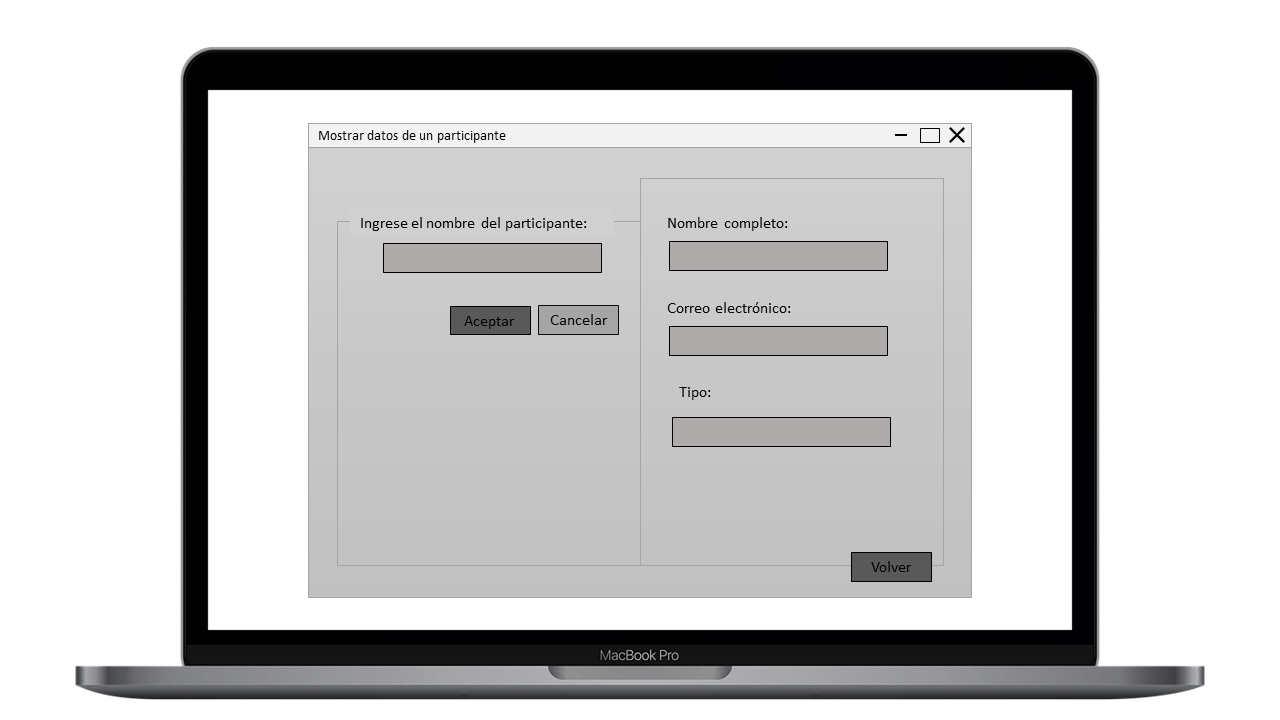 Mostrar datos de un participante
Ingrese el nombre del participante:
Aceptar
Cancelar
Nombre completo:
Correo electrónico:
Tipo:
Volver
MacBook Pro